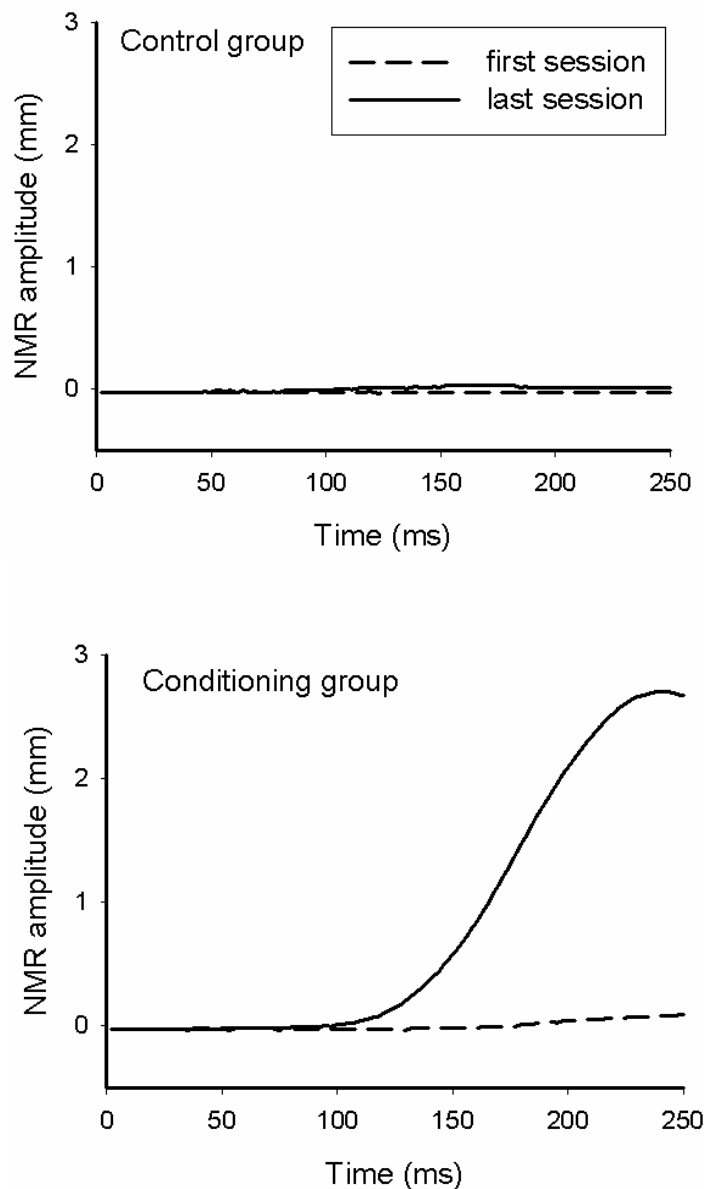 3
Control group
first session
last session
2
NMR amplitude (mm)
1
0
0 50 100 150 200 250
Time (ms)
3
Conditioning group
2
NMR amplitude (mm)
1
0
0 50 100 150 200 250
Time (ms)